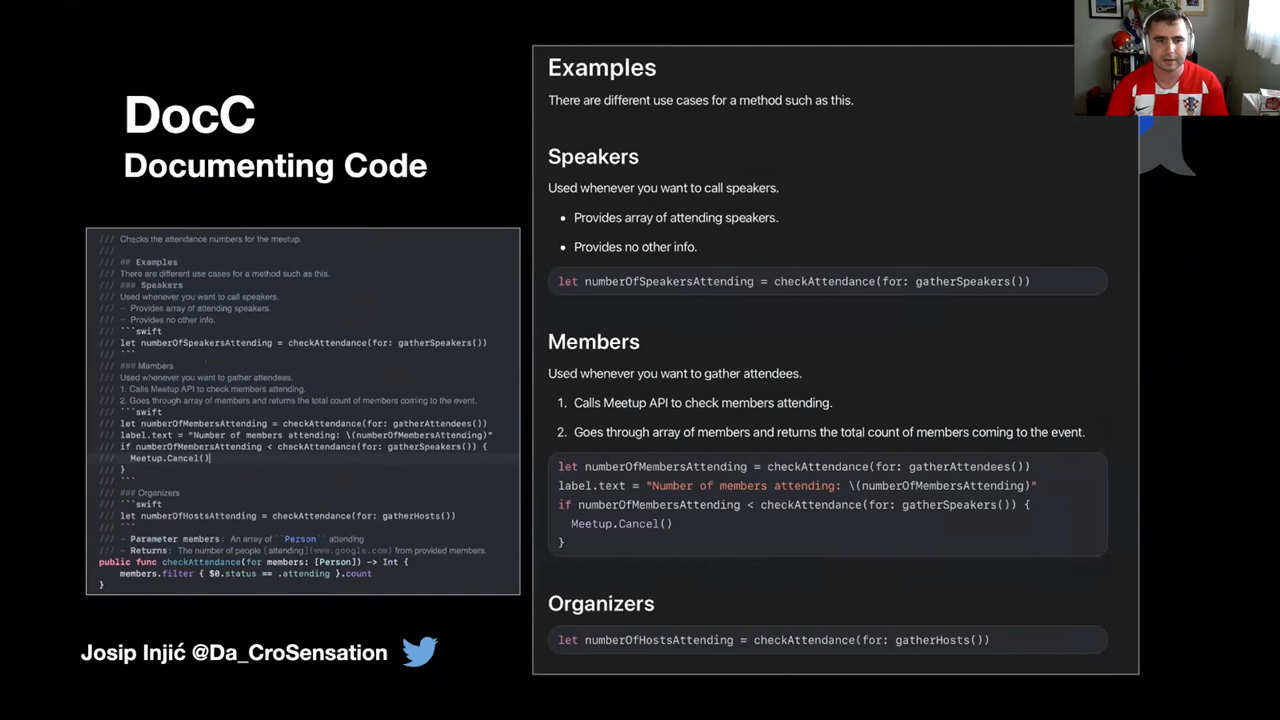 DocC
Documenting Code
/// Checks the attendance numbers for the meetup.
///
/// ## Examples
/// There are different use cases for a method such as this.
/// ### Speakers
/// Used whenever you want to call speakers.
/// - Provides array of attending speakers.
/// - Provides no other info.
/// ```swift
/// let numberOfSpeakersAttending = checkAttendance(for: gatherSpeakers())
/// ```
/// ### Members
/// Used whenever you want to gather attendees.
/// 1. Calls Meetup API to check members attending.
/// 2. Goes through array of members and returns the total count of members coming to the event.
/// ```swift
/// let numberOfMembersAttending = checkAttendance(for: gatherAttendees())
/// label.text = "Number of members attending: \(numberOfMembersAttending)"
/// if numberOfMembersAttending < checkAttendance(for: gatherSpeakers()) {
///   Meetup.Cancel()
/// }
/// ```
/// ### Organizers
/// ```swift
/// let numberOfHostsAttending = checkAttendance(for: gatherHosts())
/// ```
/// - Parameter members: An array of ``Person`` attending
/// - Returns: The number of people [attending](www.google.com) from provided members.
public func checkAttendance(for members: [Person]) -> Int {
members.filter { $0.status == .attending }.count
}
Josip Injić @Da_CroSensation
Examples
There are different use cases for a method such as this.
Speakers
Used whenever you want to call speakers.
• Provides array of attending speakers.
• Provides no other info.
let numberOfSpeakersAttending = checkAttendance(for: gatherSpeakers())
Members
Used whenever you want to gather attendees.
1. Calls Meetup API to check members attending.
2. Goes through array of members and returns the total count of members coming to the event.
let numberOfMembersAttending = checkAttendance(for: gatherAttendees())
label.text = "Number of members attending: \(numberOfMembersAttending)"
if numberOfMembersAttending < checkAttendance(for: gatherSpeakers()) {
Meetup.Cancel()
}
Organizers
let numberOfHostsAttending = checkAttendance(for: gatherHosts())